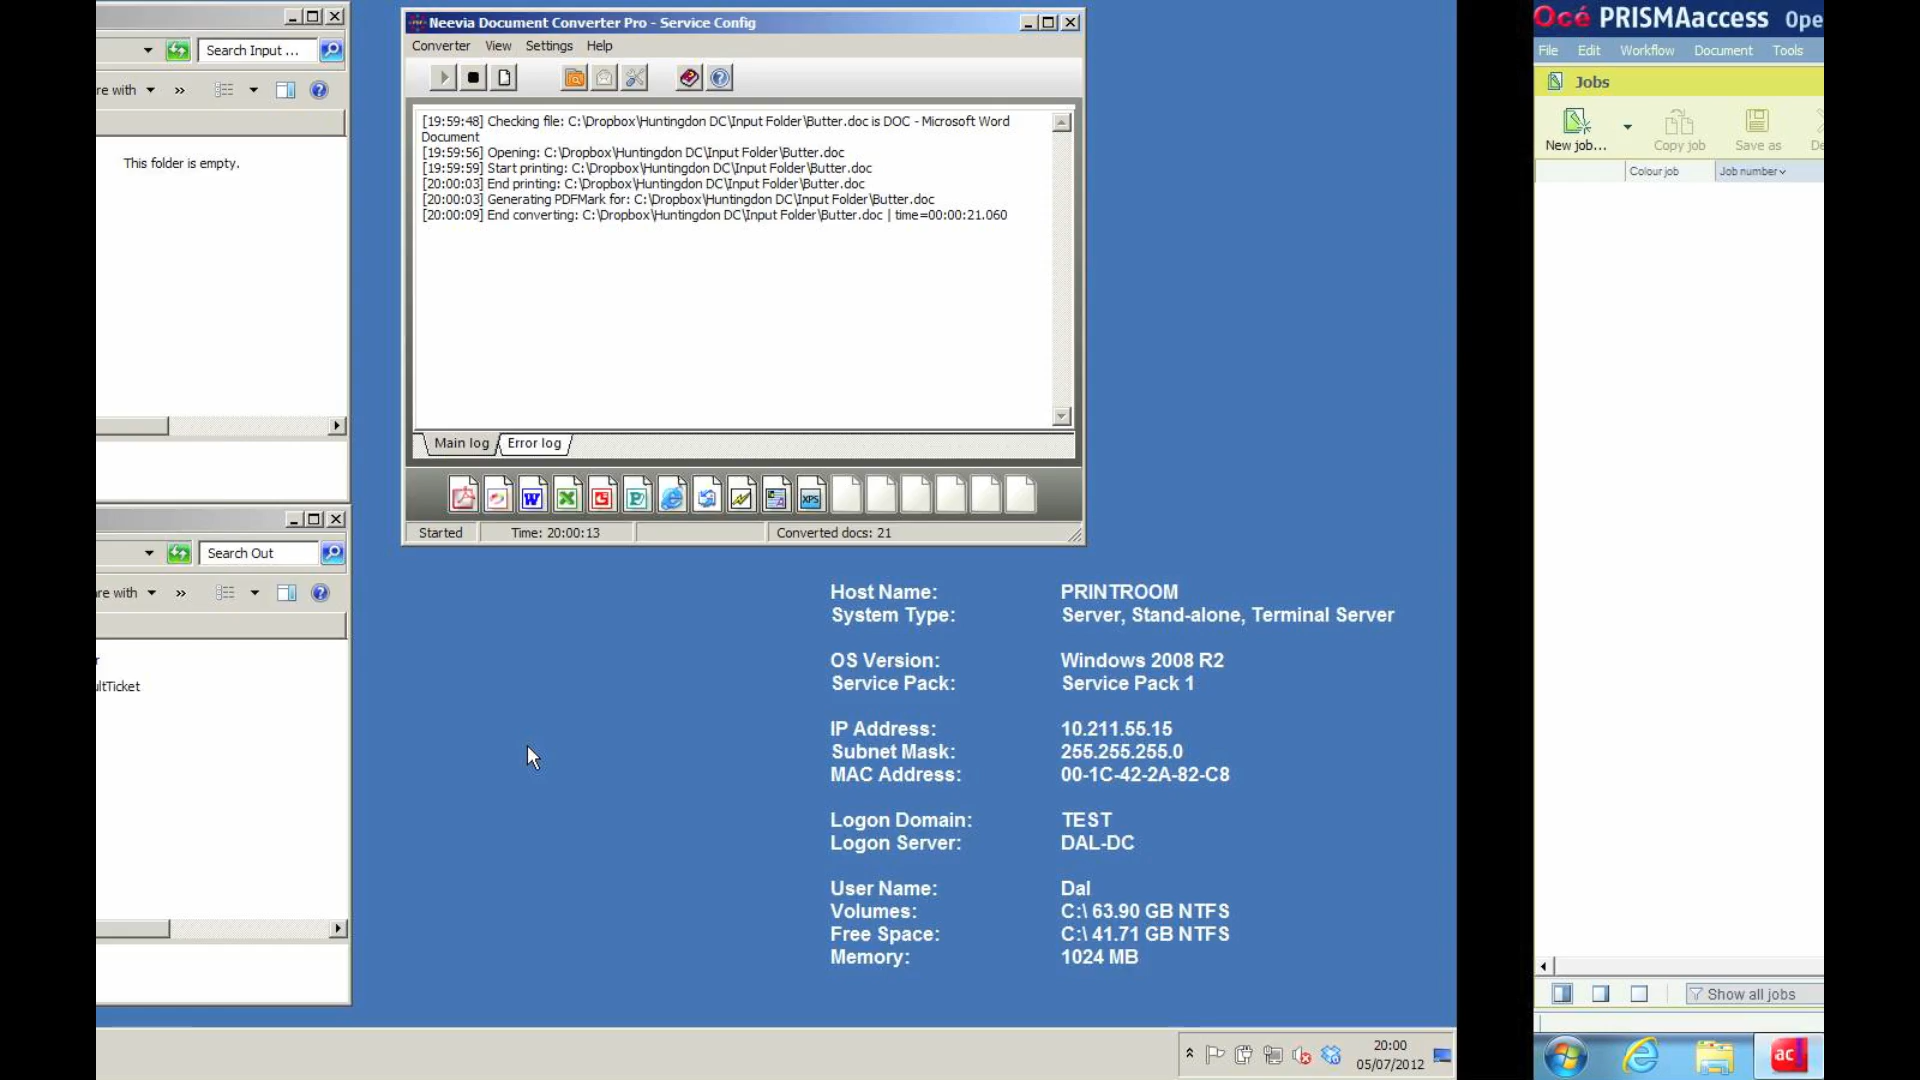 Search Input ...
re with
»
This folder is empty.
Search Out
re with
»
r
ltTicket
Neevia Document Converter Pro - Service Config
Converter View Settings Help
[19:59:48] Checking file: C:\Dropbox\Huntingdon DC\Input Folder\Butter.doc is DOC - Microsoft Word
Document
[19:59:56] Opening: C:\Dropbox\Huntingdon DC\Input Folder\Butter.doc
[19:59:59] Start printing: C:\Dropbox\Huntingdon DC\Input Folder\Butter.doc
[20:00:03] End printing: C:\Dropbox\Huntingdon DC\Input Folder\Butter.doc
[20:00:03] Generating PDFMark for: C:\Dropbox\Huntingdon DC\Input Folder\Butter.doc
[20:00:09] End converting: C:\Dropbox\Huntingdon DC\Input Folder\Butter.doc | time=00:00:21.060
Main log Error log
XPS
Started Time: 20:00:13 Converted docs: 21
Host Name: PRINTROOM
System Type: Server, Stand-alone, Terminal Server
OS Version: Windows 2008 R2
Service Pack: Service Pack 1
IP Address: 10.211.55.15
Subnet Mask: 255.255.255.0
MAC Address: 00-1C-42-2A-82-C8
Logon Domain: TEST
Logon Server: DAL-DC
User Name: Dal
Volumes: C:\ 63.90 GB NTFS
Free Space: C:\ 41.71 GB NTFS
Memory: 1024 MB
20:00
05/07/2012
Océ PRISMAaccess Ope
File Edit Workflow Document Tools
Jobs
New job... Copy job Save as De
Colour job Job number
Show all jobs
ac